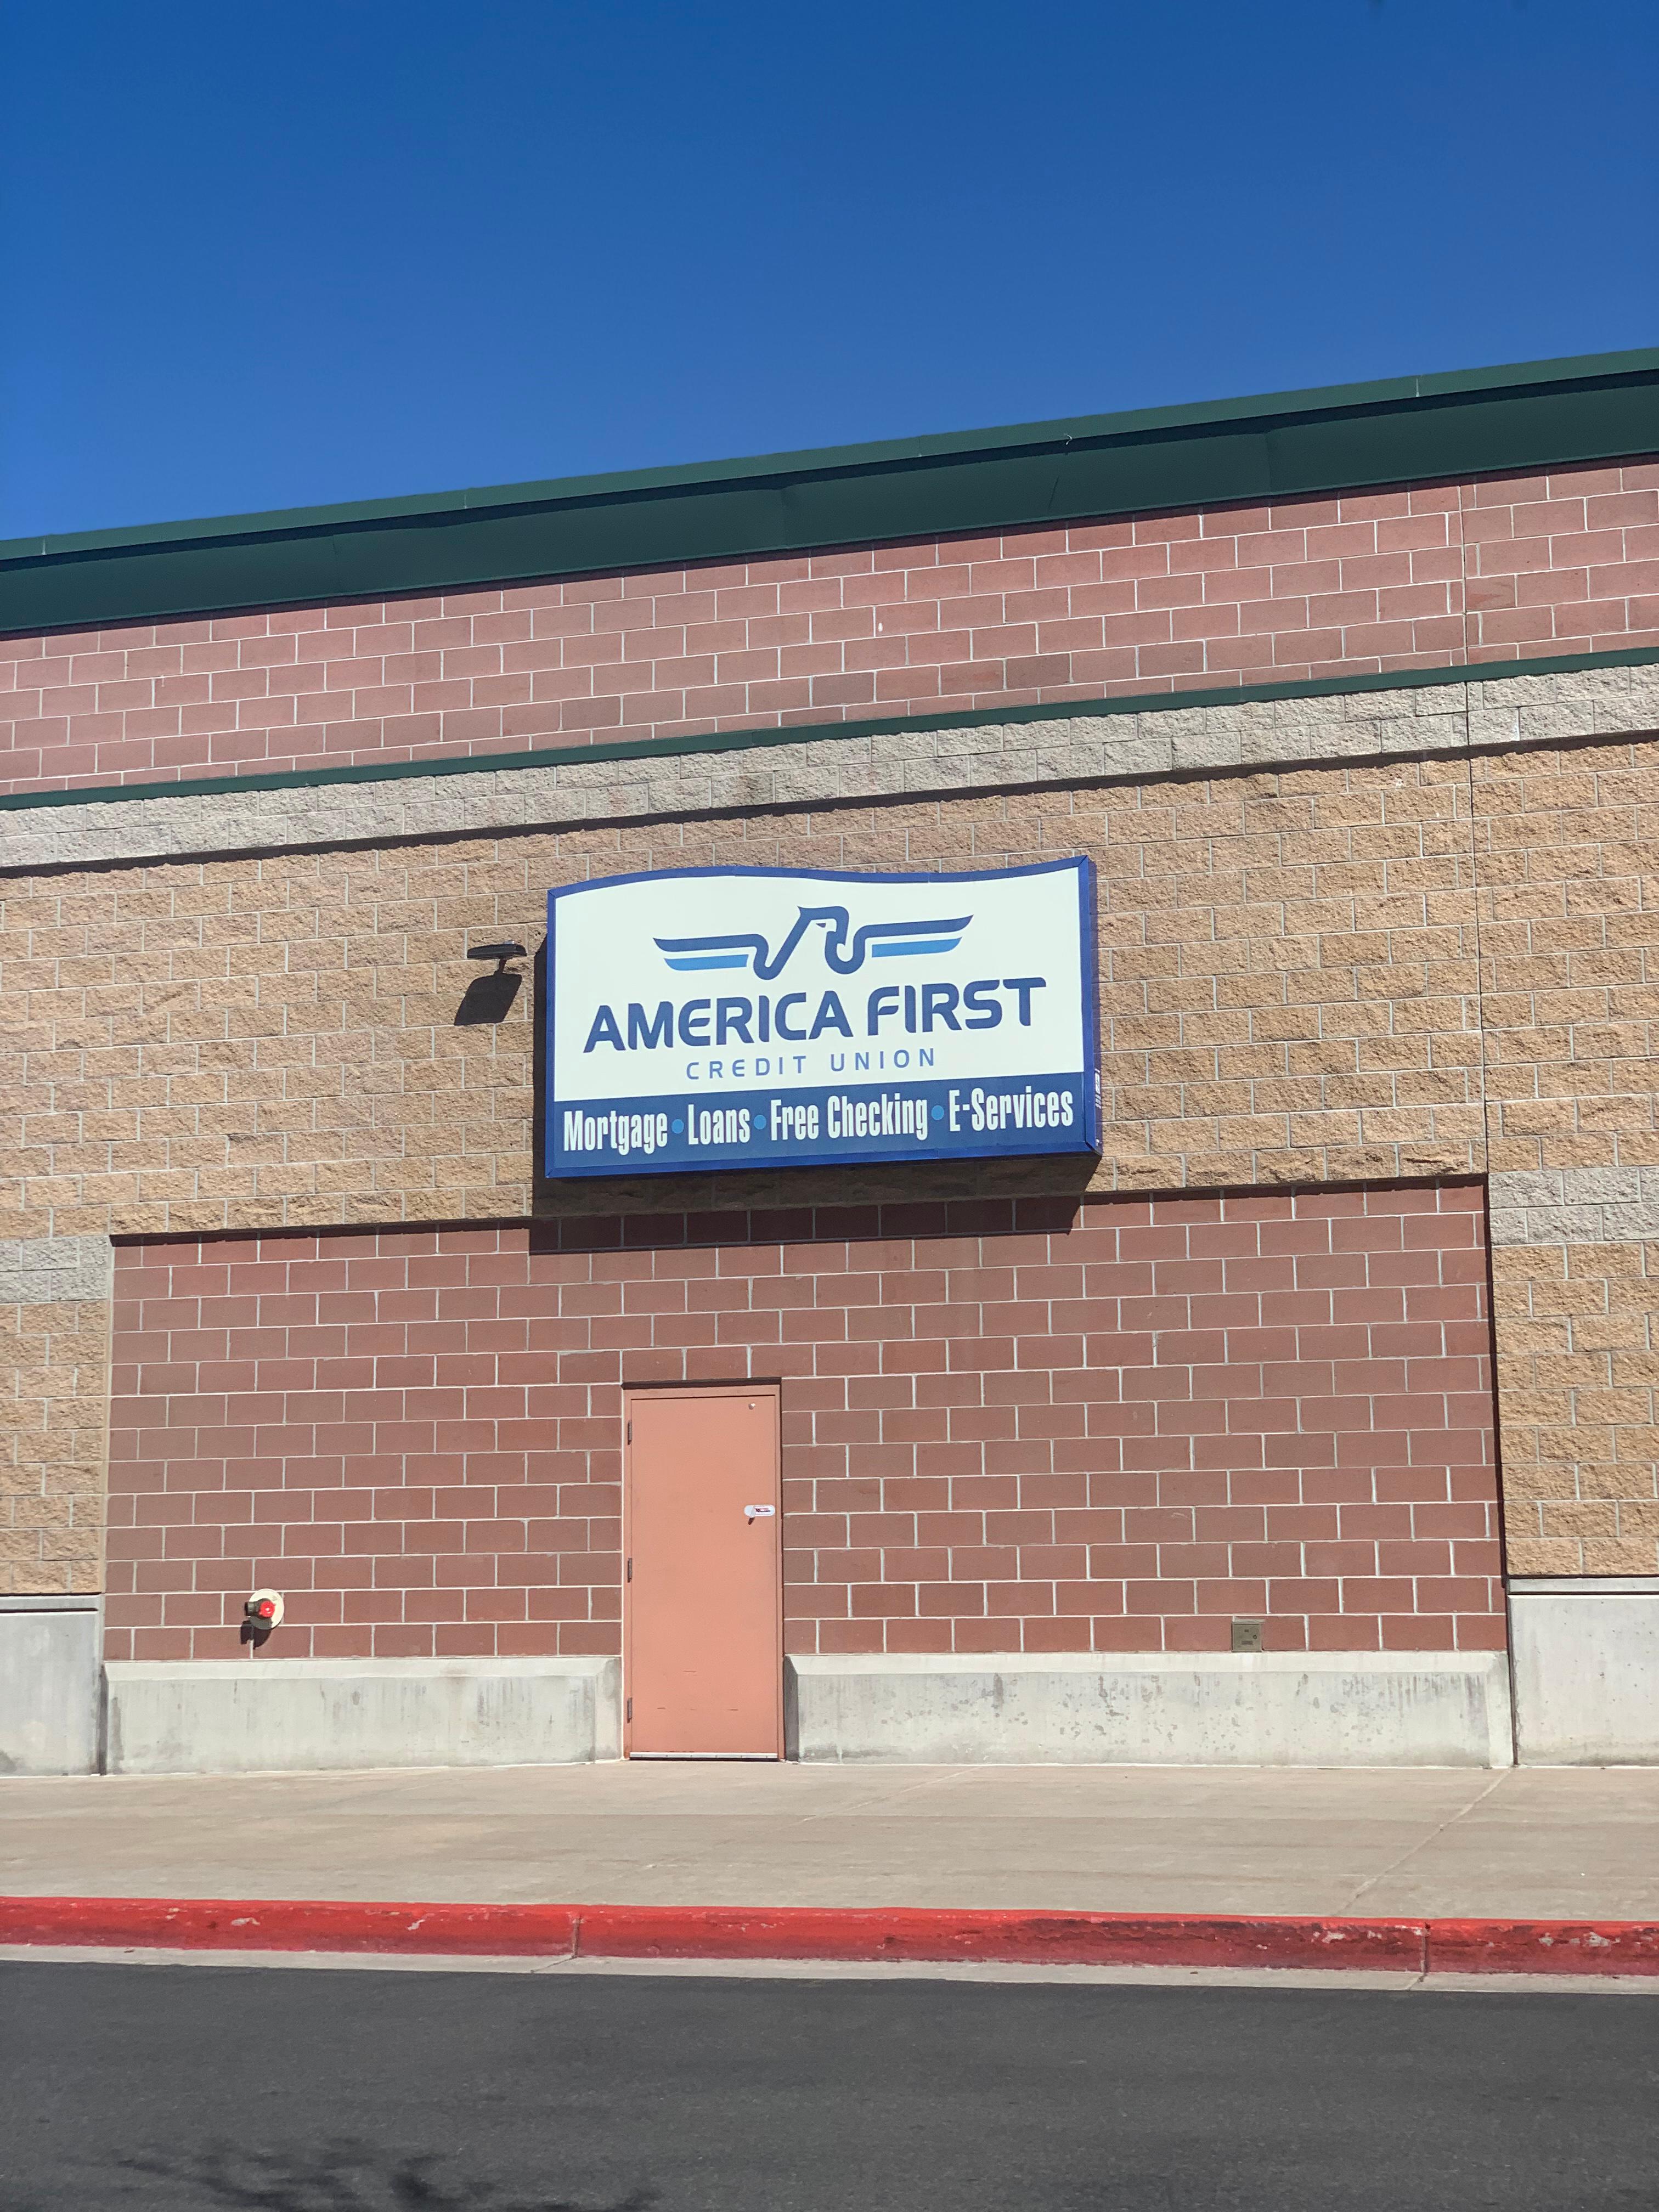 AMERICA FIRST
CREDIT UNION
Mortgage • Loans • Free Checking • E-Services